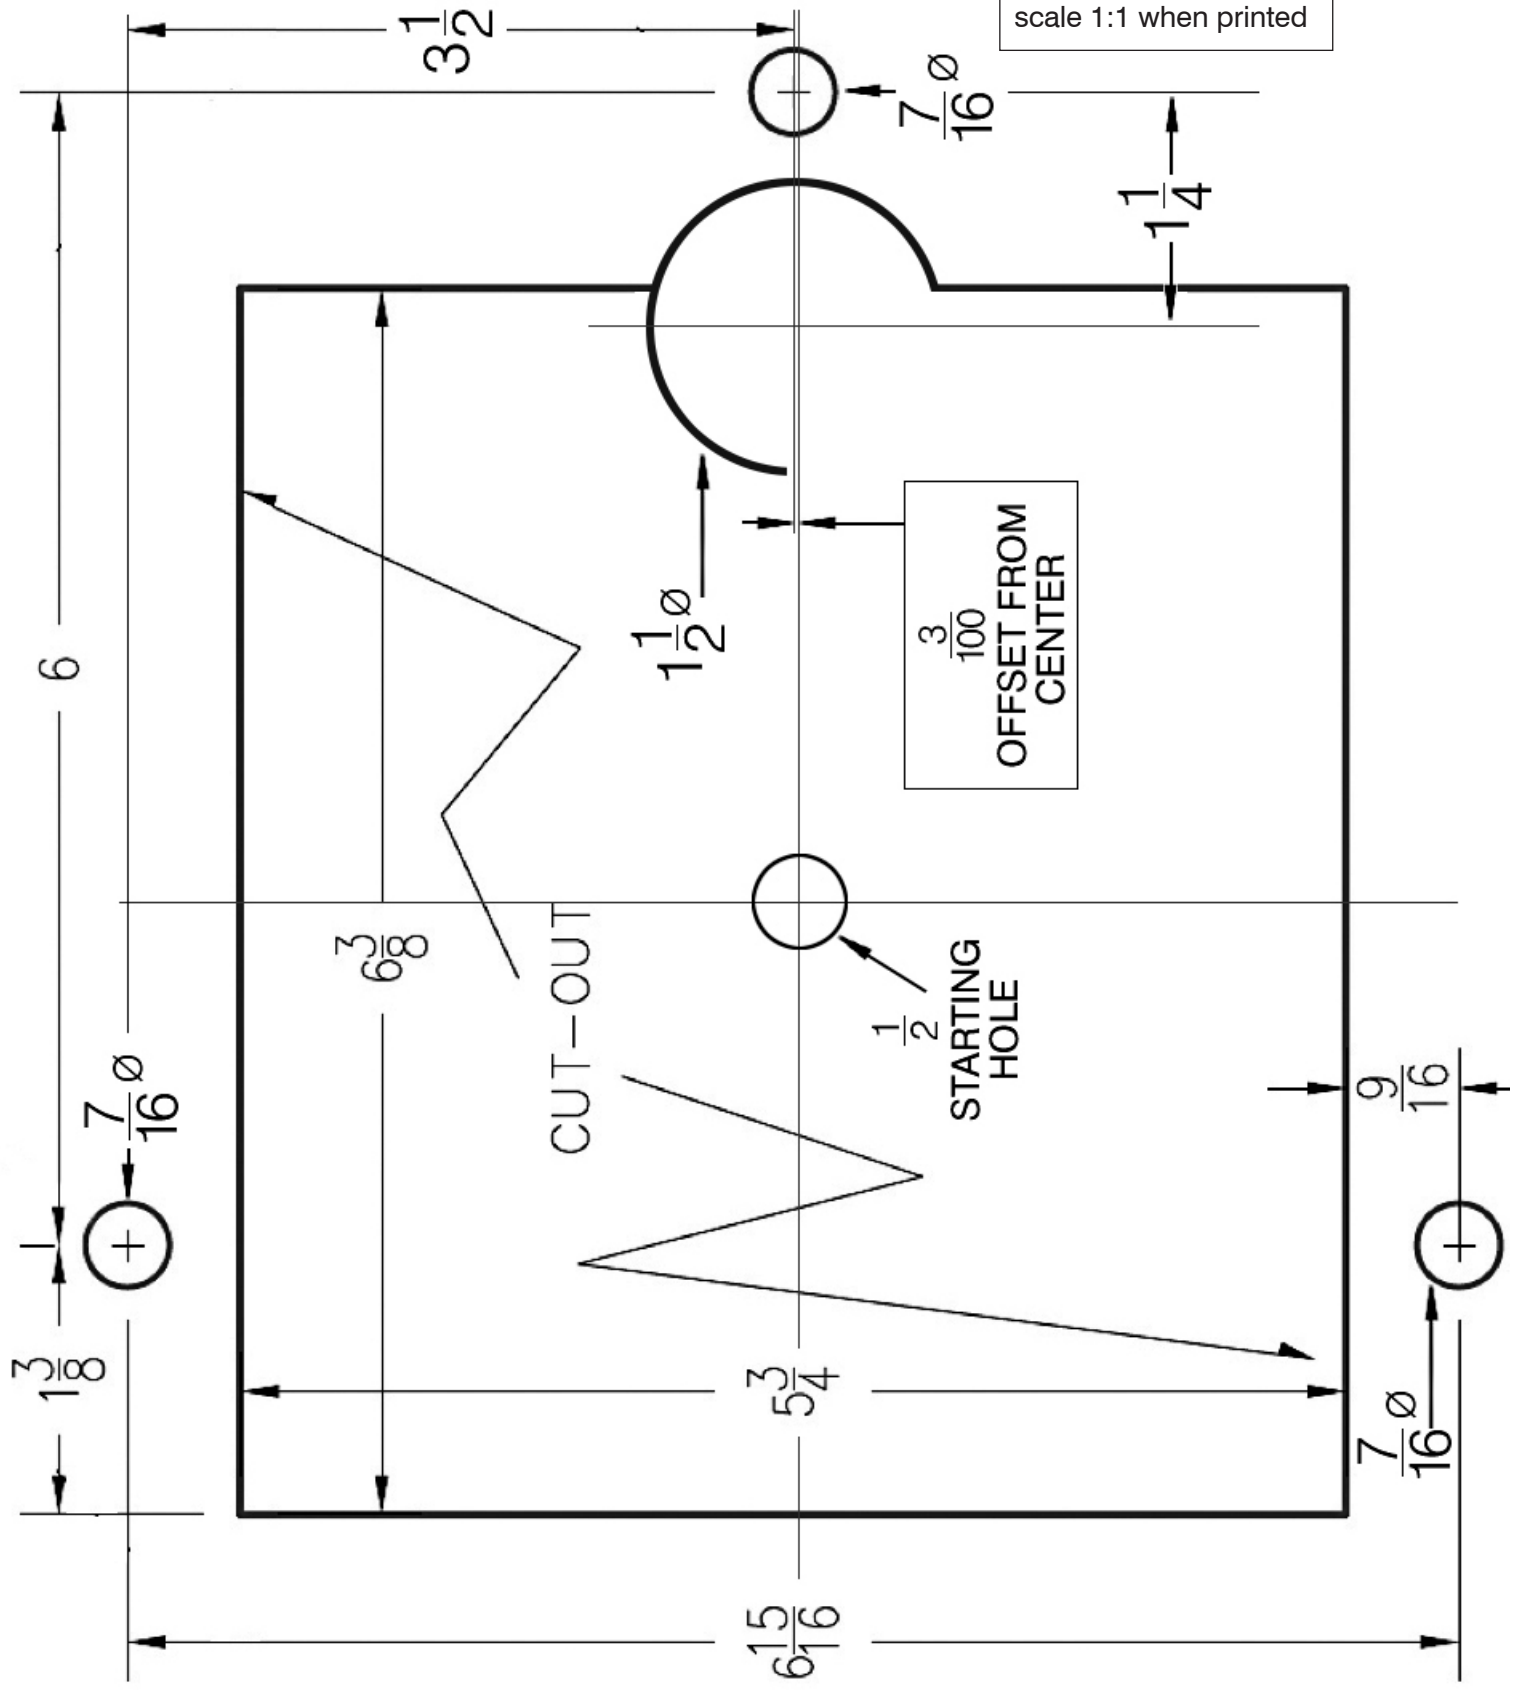 scale 1:1 when printed
3 1/2
7/16 Ø
1 1/4
6
1 1/2 Ø
3/100
OFFSET FROM
CENTER
6 3/8
CUT-OUT
1/2
STARTING
HOLE
7/16 Ø
9/16
1 3/8
5 3/4
7/16 Ø
6 15/16